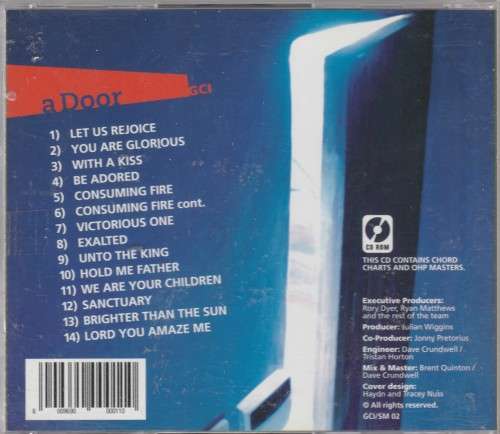 a Door
GCI
1) LET US REJOICE
2) YOU ARE GLORIOUS
3) WITH A KISS
4) BE ADORED
5) CONSUMING FIRE
6) CONSUMING FIRE cont.
7) VICTORIOUS ONE
8) EXALTED
9) UNTO THE KING
10) HOLD ME FATHER
11) WE ARE YOUR CHILDREN
12) SANCTUARY
13) BRIGHTER THAN THE SUN
14) LORD YOU AMAZE ME
CD ROM
THIS CD CONTAINS CHORD
CHARTS AND OHP MASTERS.
Executive Producers:
Rory Dyer, Ryan Matthews
and the rest of the team
Producer: Julian Wiggins
Co-Producer: Jonny Pretorius
Engineer: Dave Crundwell /
Tristan Horton
Mix & Master: Brent Quinton /
Dave Crundwell
Cover design:
Haydn and Tracey Nuss
© All rights reserved.
GCI/SM 02
6 009690 000110